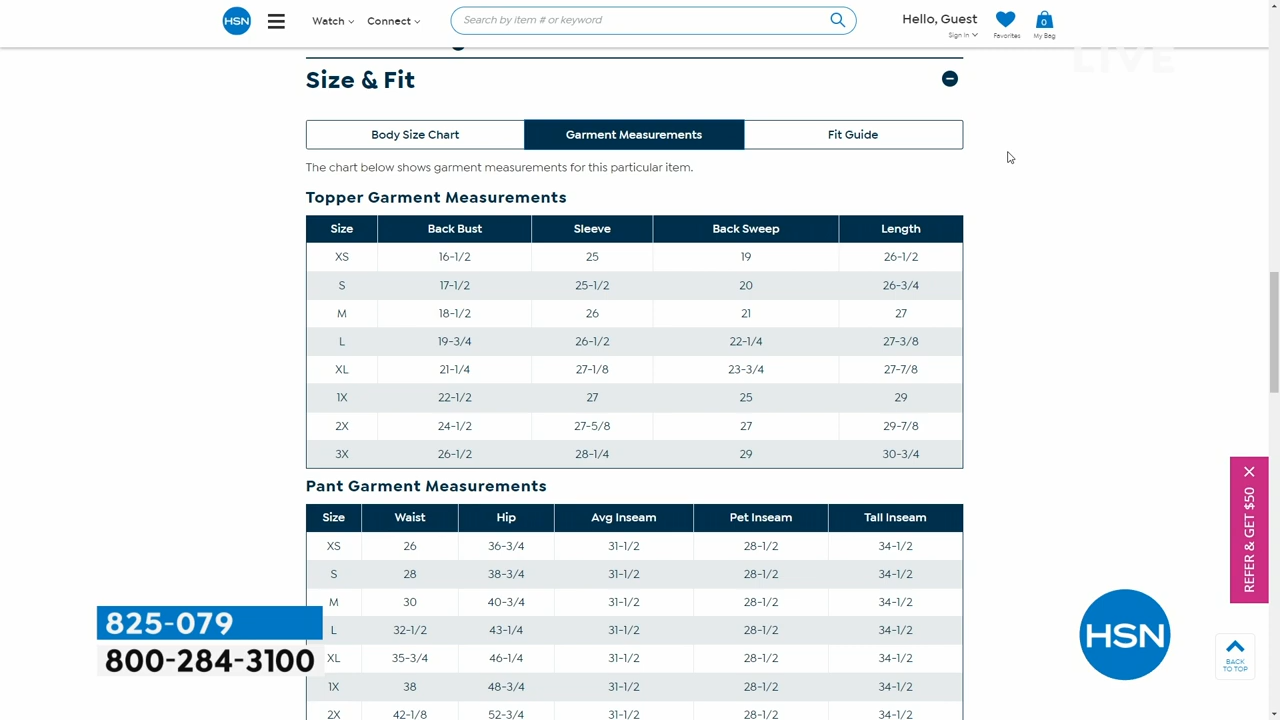 HSN Watch Connect Search by item # or keyword Hello, Guest
Sign In Favorites 0 My Bag
LIVE
Size & Fit
Body Size Chart Garment Measurements Fit Guide
The chart below shows garment measurements for this particular item.
Topper Garment Measurements
Size Back Bust Sleeve Back Sweep Length
XS 16-1/2 25 19 26-1/2
S 17-1/2 25-1/2 20 26-3/4
M 18-1/2 26 21 27
L 19-3/4 26-1/2 22-1/4 27-3/8
XL 21-1/4 27-1/8 23-3/4 27-7/8
1X 22-1/2 27 25 29
2X 24-1/2 27-5/8 27 29-7/8
3X 26-1/2 28-1/4 29 30-3/4
Pant Garment Measurements
Size Waist Hip Avg Inseam Pet Inseam Tall Inseam
XS 26 36-3/4 31-1/2 28-1/2 34-1/2
S 28 38-3/4 31-1/2 28-1/2 34-1/2
M 30 40-3/4 31-1/2 28-1/2 34-1/2
L 32-1/2 43-1/4 31-1/2 28-1/2 34-1/2
XL 35-3/4 46-1/4 31-1/2 28-1/2 34-1/2
1X 38 48-3/4 31-1/2 28-1/2 34-1/2
2X 42-1/8 52-3/4 31-1/2 28-1/2 34-1/2
825-079
800-284-3100
REFER & GET $50
HSN
BACK
TO TOP